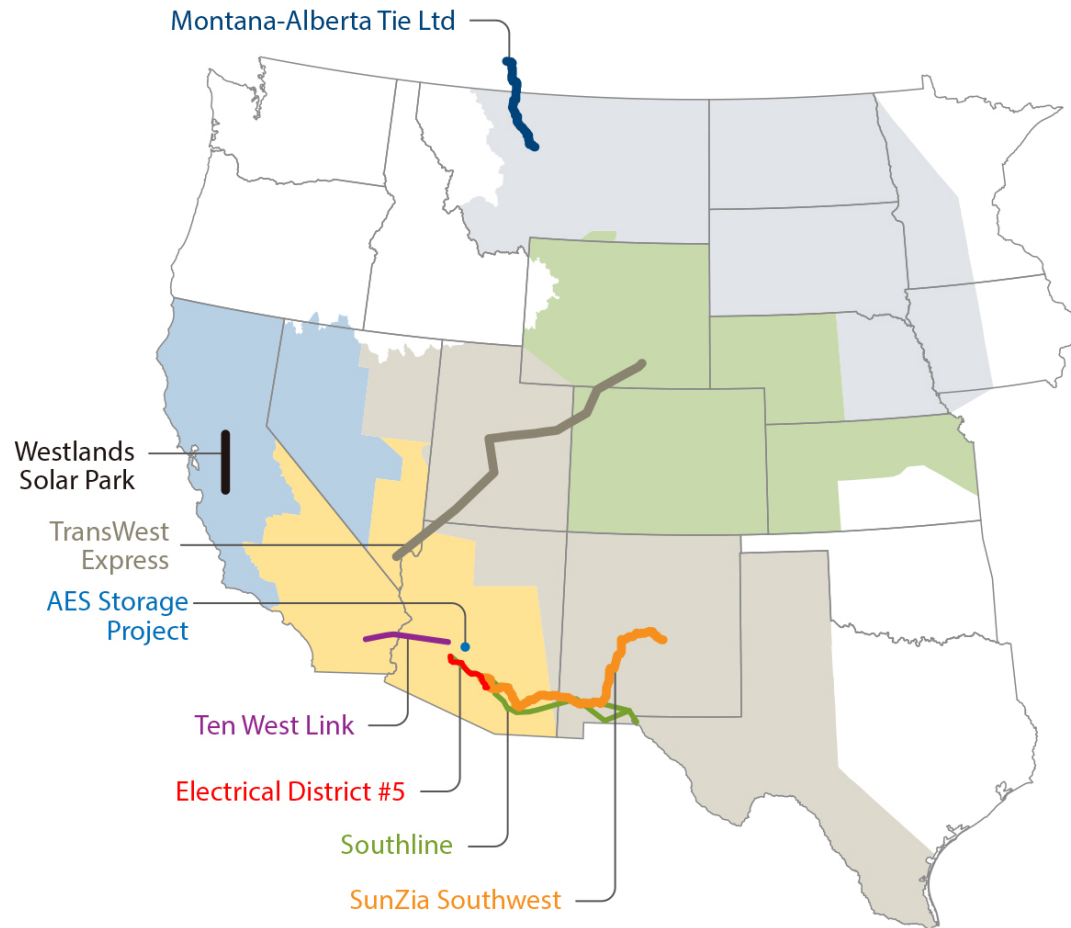 Montana-Alberta Tie Ltd
Westlands
Solar Park
TransWest
Express
AES Storage
Project
Ten West Link
Electrical District #5
Southline
SunZia Southwest